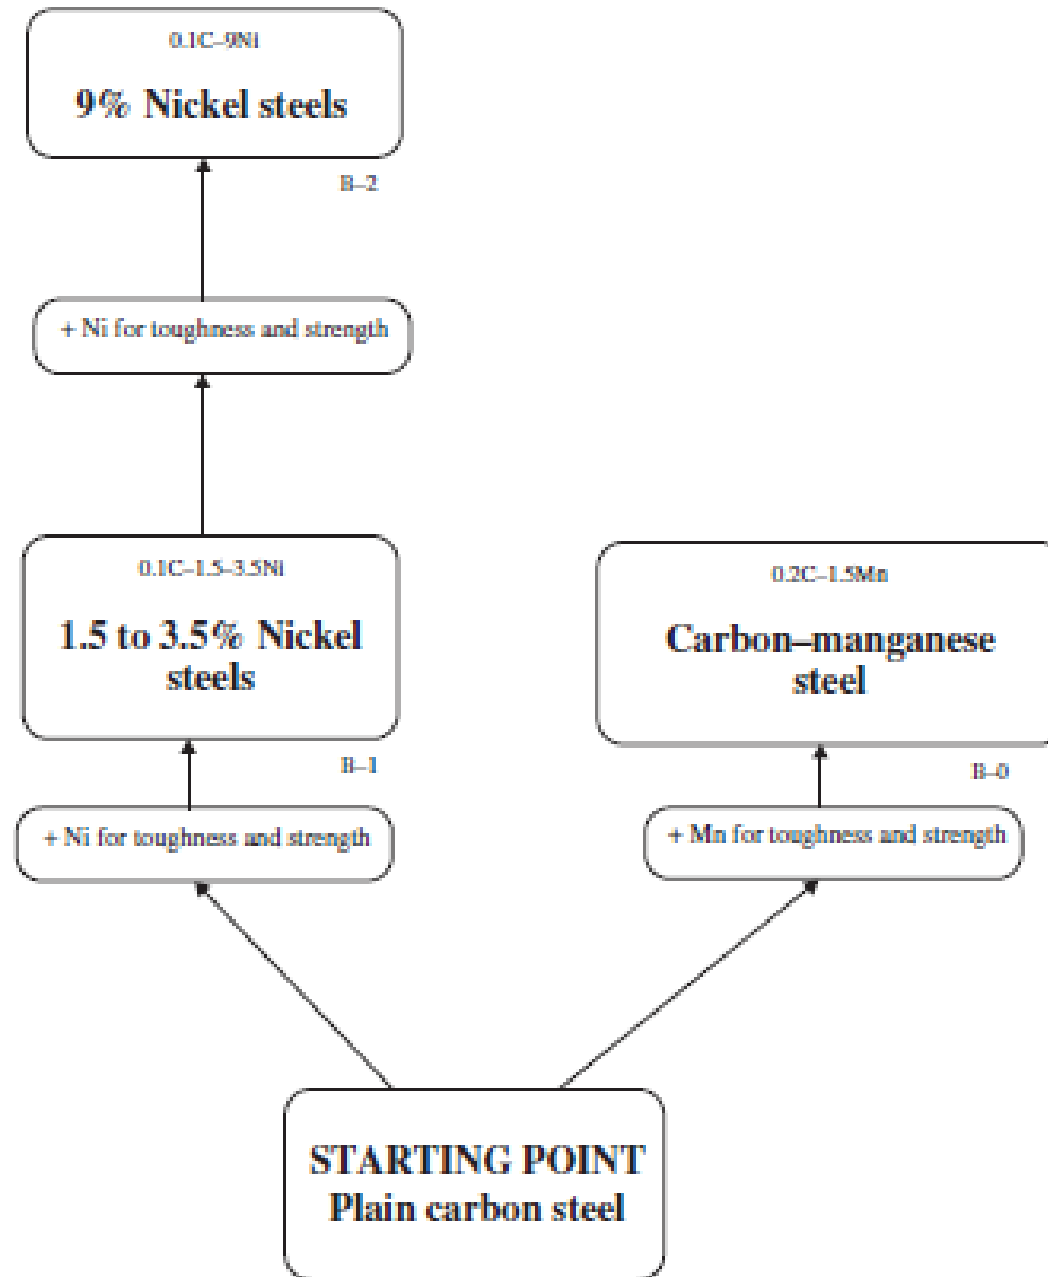 0.1C–9Ni
9% Nickel steels
B–2
+ Ni for toughness and strength
0.1C–1.5–3.5Ni
1.5 to 3.5% Nickel
steels
B–1
+ Ni for toughness and strength
0.2C–1.5Mn
Carbon–manganese
steel
B–0
+ Mn for toughness and strength
STARTING POINT
Plain carbon steel